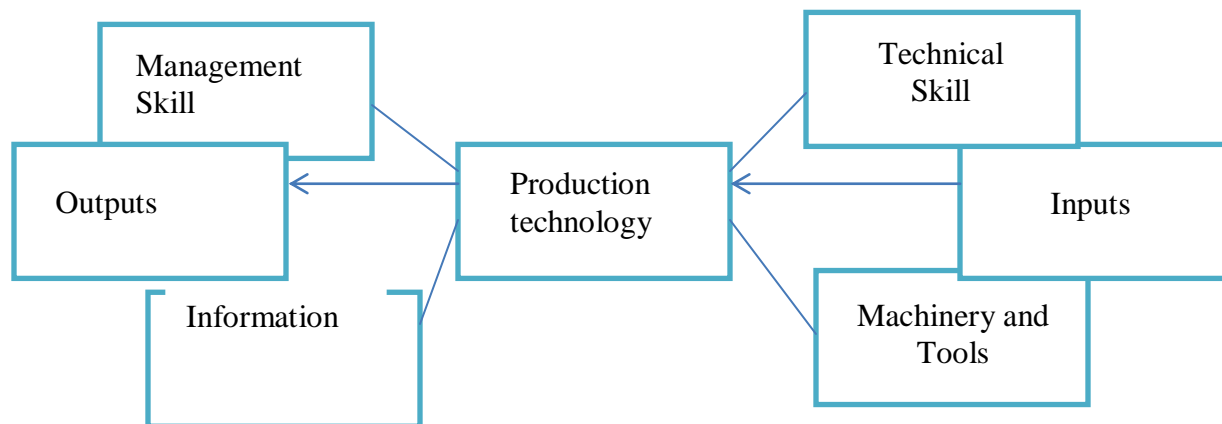 Management
Skill
Technical
Skill
Outputs
Production
technology
Inputs
Information
Machinery and
Tools